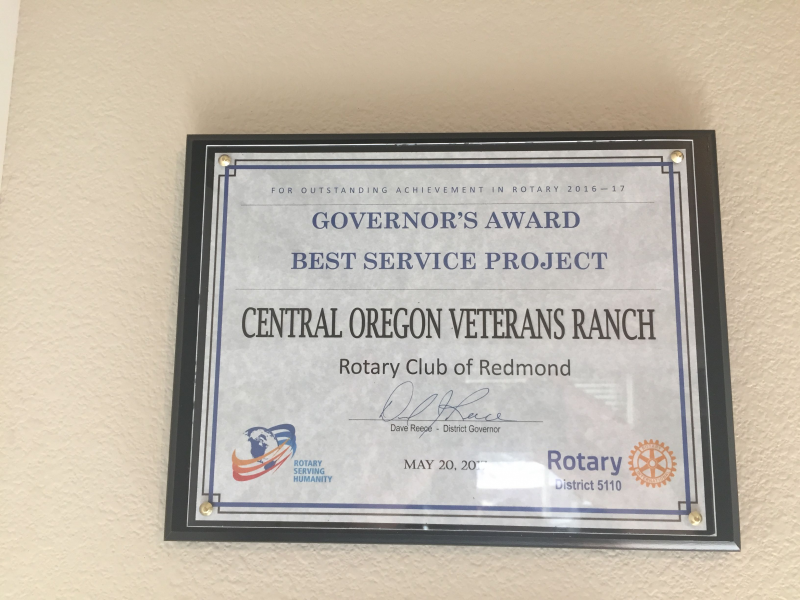 FOR OUTSTANDING ACHIEVEMENT IN ROTARY 2016—17
GOVERNOR'S AWARD
BEST SERVICE PROJECT
CENTRAL OREGON VETERANS RANCH
Rotary Club of Redmond
Dave Reece - District Governor
ROTARY
SERVING
HUMANITY
MAY 20,
Rotary
District 5110